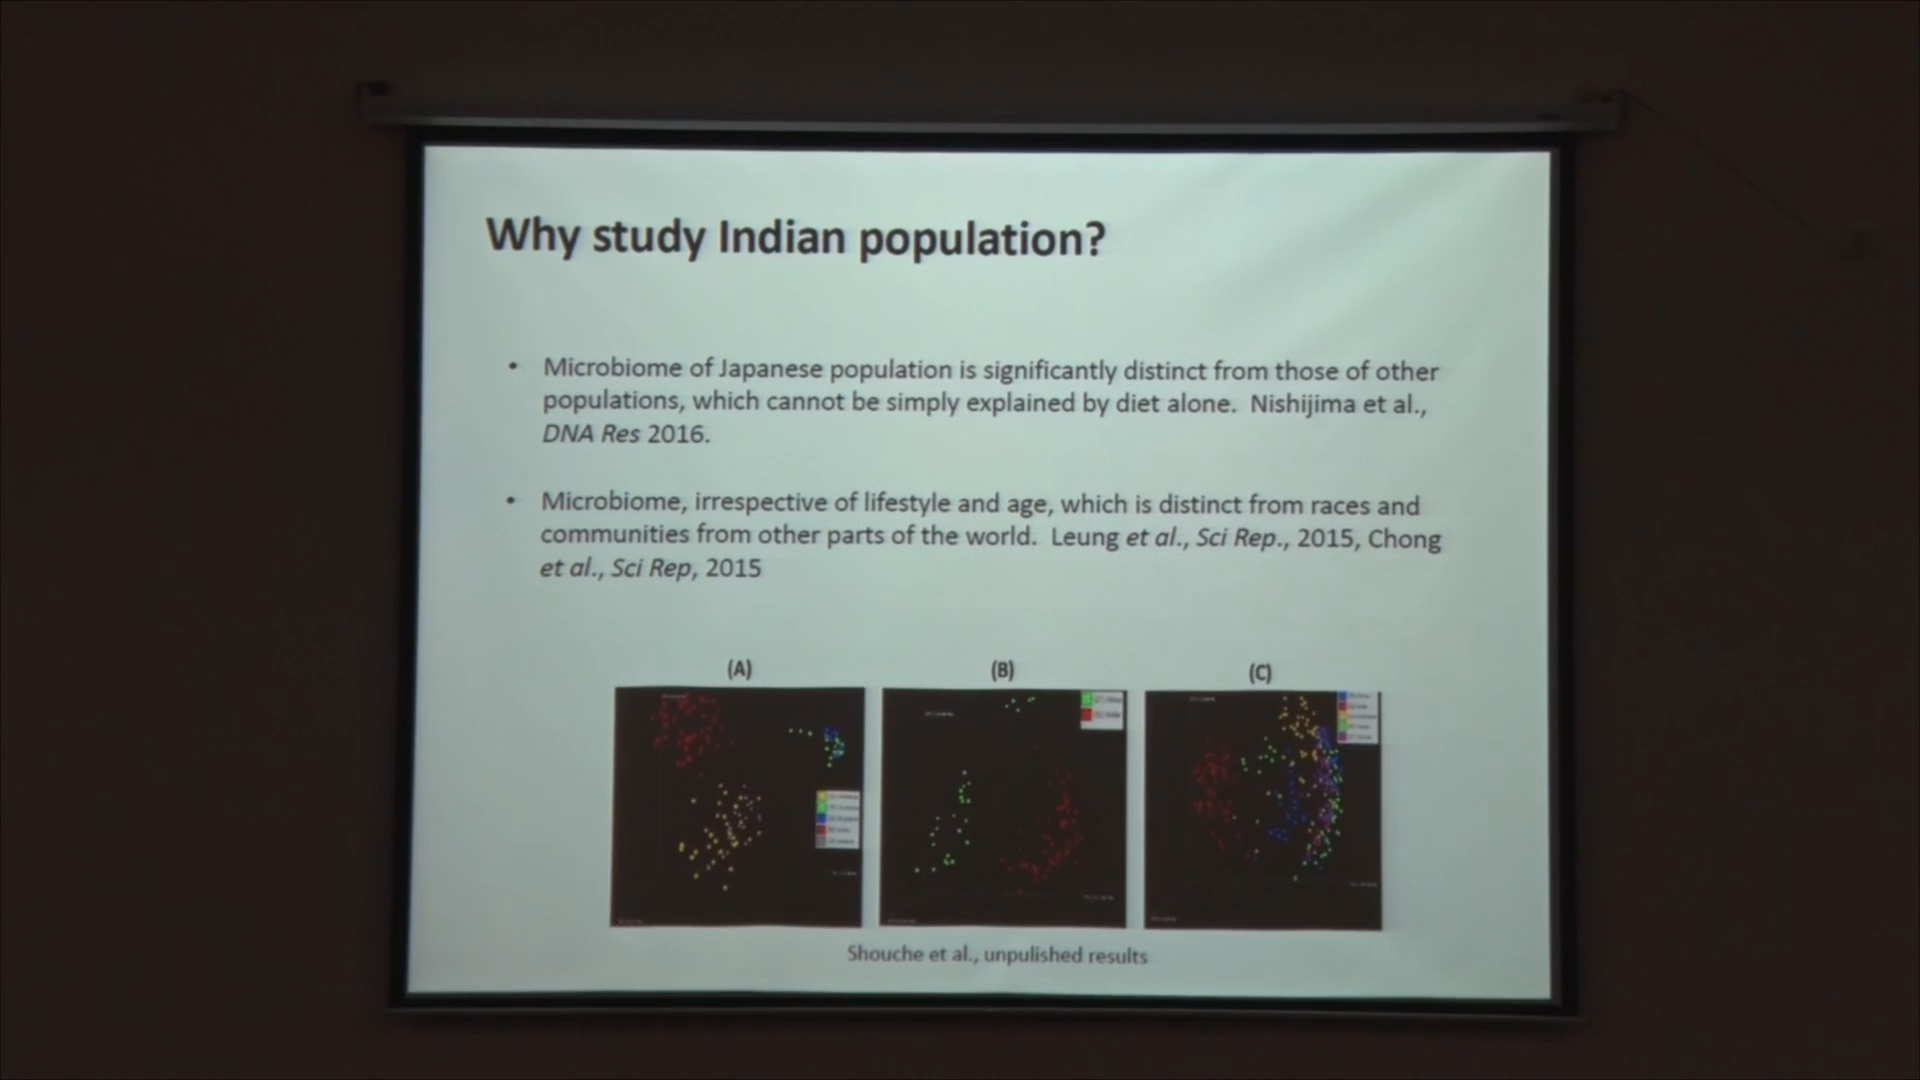 Why study Indian population?
• Microbiome of Japanese population is significantly distinct from those of other
populations, which cannot be simply explained by diet alone. Nishijima et al.,
DNA Res 2016.
• Microbiome, irrespective of lifestyle and age, which is distinct from races and
communities from other parts of the world. Leung et al., Sci Rep., 2015, Chong
et al., Sci Rep, 2015
(A) (B) (C)
Shouche et al., unpulished results